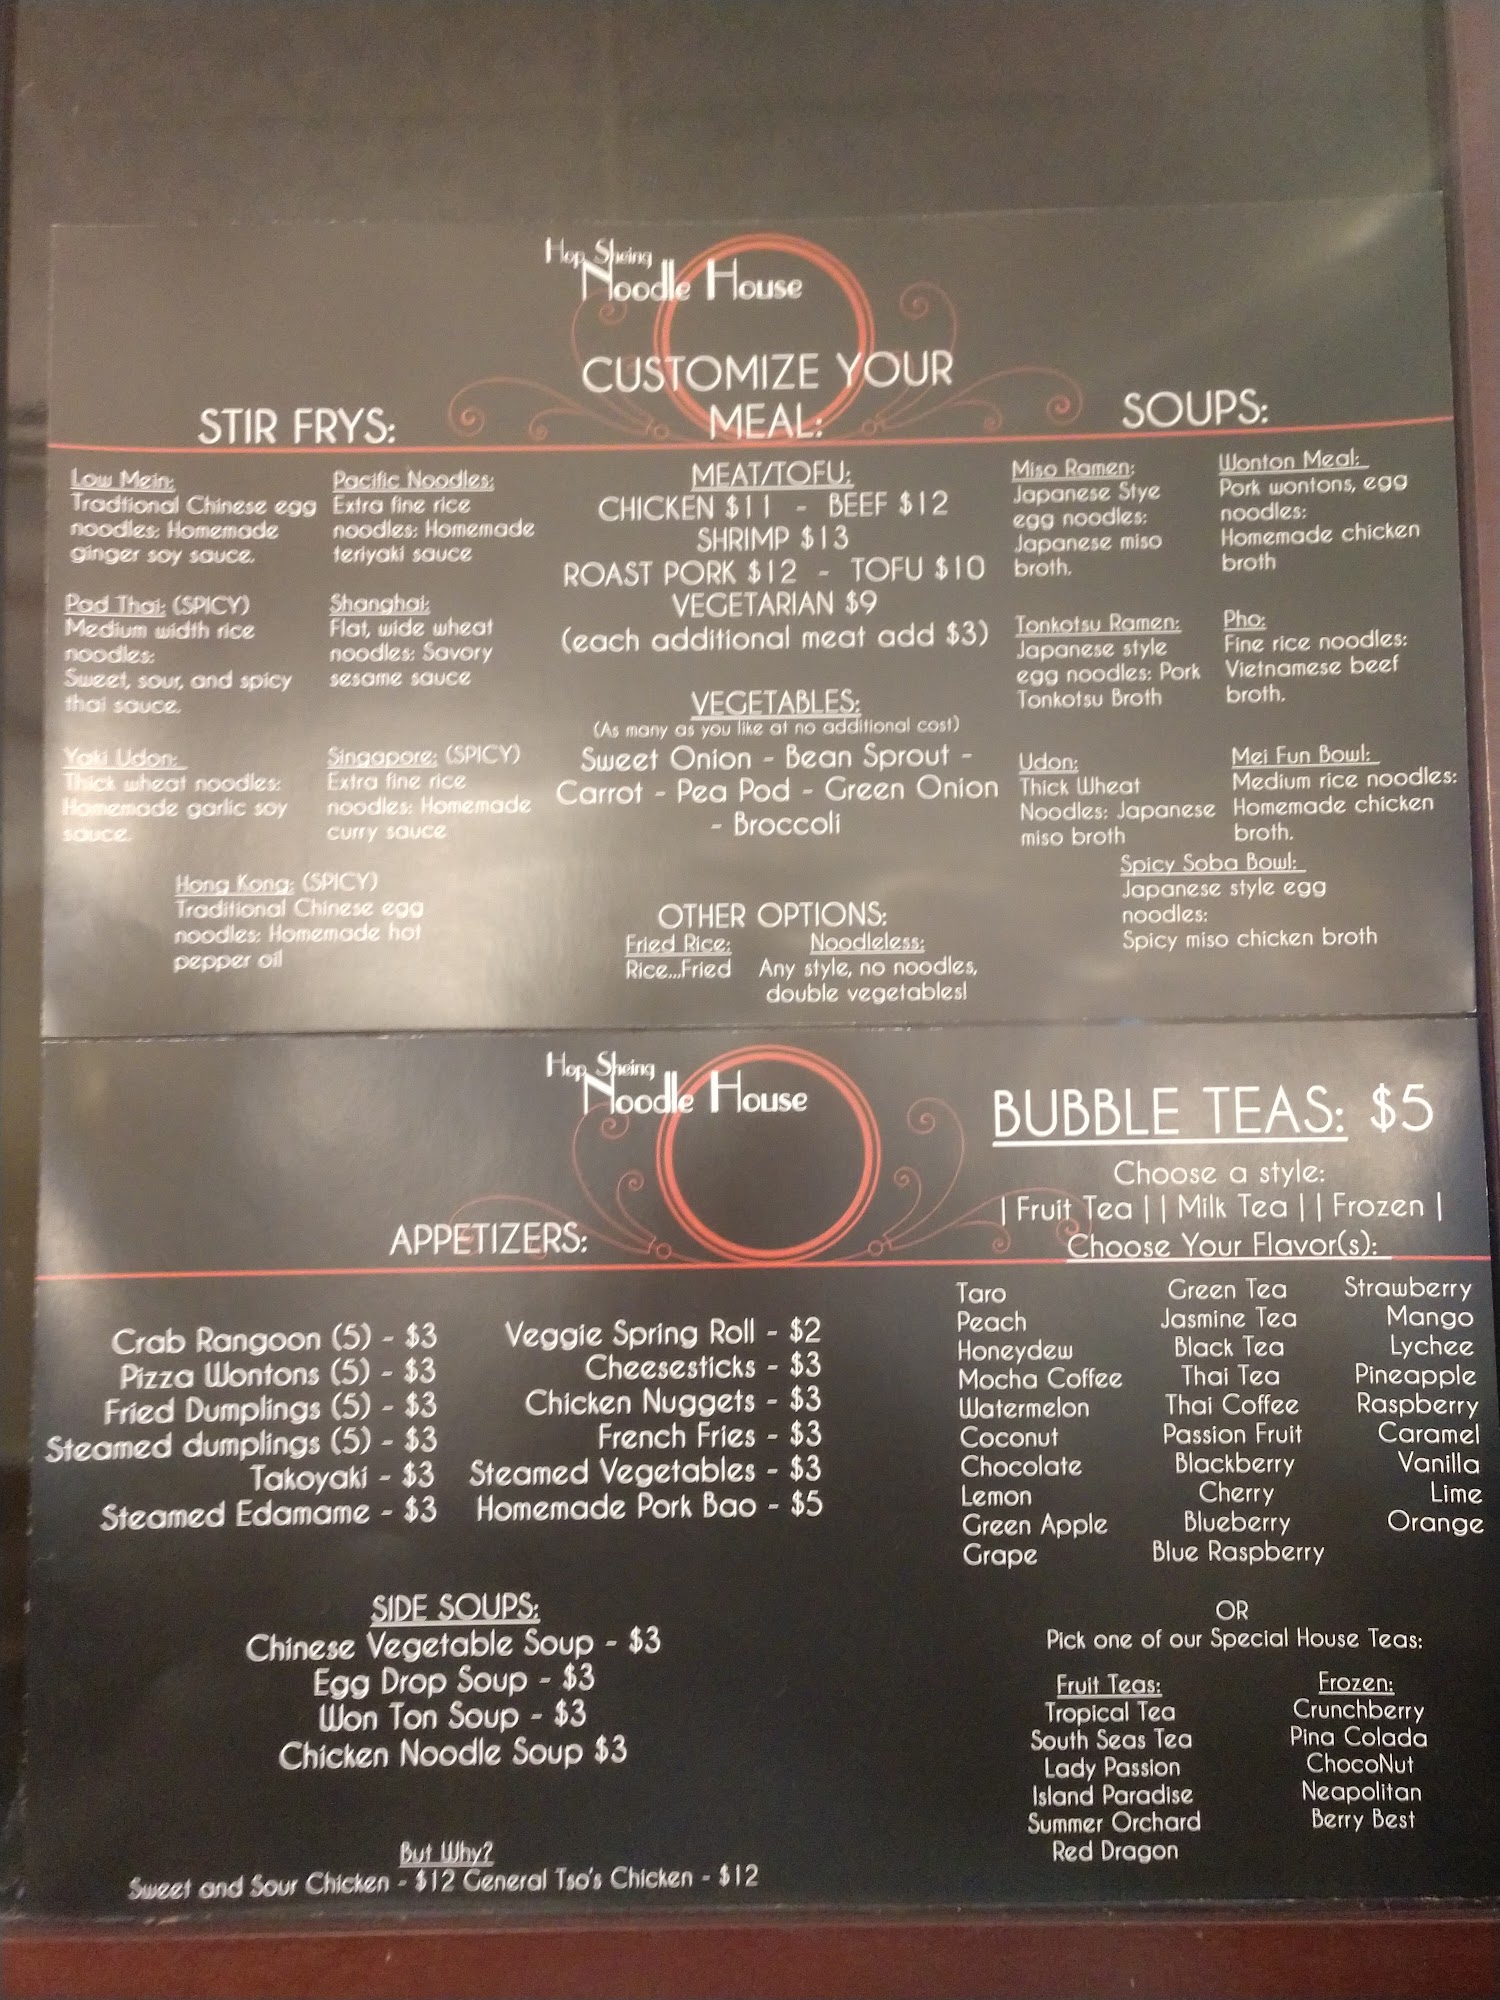 Hop Sheing
Noodle House
CUSTOMIZE YOUR
MEAL:
STIR FRYS:
Low Mein:
Tradtional Chinese egg
noodles: Homemade
ginger soy sauce.
Pad Thai: (SPICY)
Medium width rice
noodles:
Sweet, sour, and spicy
thai sauce.
Yaki Udon:
Thick wheat noodles:
Homemade garlic soy
sauce.
Pacific Noodles:
Extra fine rice
noodles: Homemade
teriyaki sauce
Shanghai:
Flat, wide wheat
noodles: Savory
sesame sauce
Singapore: (SPICY)
Extra fine rice
noodles: Homemade
curry sauce
Hong Kong: (SPICY)
Traditional Chinese egg
noodles: Homemade hot
pepper oil
MEAT/TOFU:
CHICKEN $11 - BEEF $12
SHRIMP $13
ROAST PORK $12 - TOFU $10
VEGETARIAN $9
(each additional meat add $3)
VEGETABLES:
(As many as you like at no additional cost)
Sweet Onion - Bean Sprout -
Carrot - Pea Pod - Green Onion
- Broccoli
OTHER OPTIONS:
Fried Rice:
Rice...Fried
Noodleless:
Any style, no noodles,
double vegetables!
SOUPS:
Miso Ramen:
Japanese Stye
egg noodles:
Japanese miso
broth.
Tonkotsu Ramen:
Japanese style
egg noodles: Pork
Tonkotsu Broth
Udon:
Thick Wheat
Noodles: Japanese
miso broth
Wonton Meal:
Pork wontons, egg
noodles:
Homemade chicken
broth
Pho:
Fine rice noodles:
Vietnamese beef
broth.
Mei Fun Bowl:
Medium rice noodles:
Homemade chicken
broth.
Spicy Soba Bowl:
Japanese style egg
noodles:
Spicy miso chicken broth
Hop Sheing
Noodle House
APPETIZERS:
Crab Rangoon (5) - $3
Pizza Wontons (5) - $3
Fried Dumplings (5) - $3
Steamed dumplings (5) - $3
Takoyaki - $3
Steamed Edamame - $3
Veggie Spring Roll - $2
Cheesesticks - $3
Chicken Nuggets - $3
French Fries - $3
Steamed Vegetables - $3
Homemade Pork Bao - $5
SIDE SOUPS:
Chinese Vegetable Soup - $3
Egg Drop Soup - $3
Won Ton Soup - $3
Chicken Noodle Soup $3
But Why?
Sweet and Sour Chicken - $12 General Tso's Chicken - $12
BUBBLE TEAS: $5
Choose a style:
| Fruit Tea | | Milk Tea | | Frozen |
Choose Your Flavor(s):
Taro
Peach
Honeydew
Mocha Coffee
Watermelon
Coconut
Chocolate
Lemon
Green Apple
Grape
Green Tea
Jasmine Tea
Black Tea
Thai Tea
Thai Coffee
Passion Fruit
Blackberry
Cherry
Blueberry
Blue Raspberry
Strawberry
Mango
Lychee
Pineapple
Raspberry
Caramel
Vanilla
Lime
Orange
OR
Pick one of our Special House Teas:
Fruit Teas:
Tropical Tea
South Seas Tea
Lady Passion
Island Paradise
Summer Orchard
Red Dragon
Frozen:
Crunchberry
Pina Colada
ChocoNut
Neapolitan
Berry Best